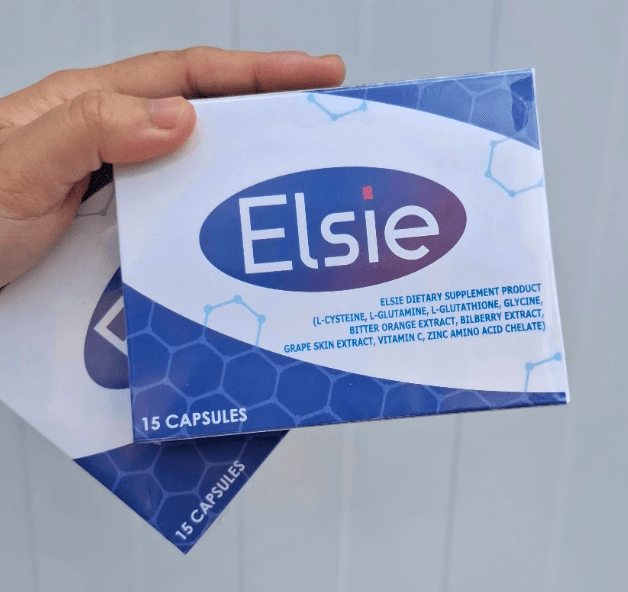 Elsie
ELSIE DIETARY SUPPLEMENT PRODUCT
(L-CYSTEINE, L-GLUTAMINE, L-GLUTATHIONE, GLYCINE,
BITTER ORANGE EXTRACT, BILBERRY EXTRACT,
GRAPE SKIN EXTRACT, VITAMIN C, ZINC AMINO ACID CHELATE)
15 CAPSULES
15 CAPSULES